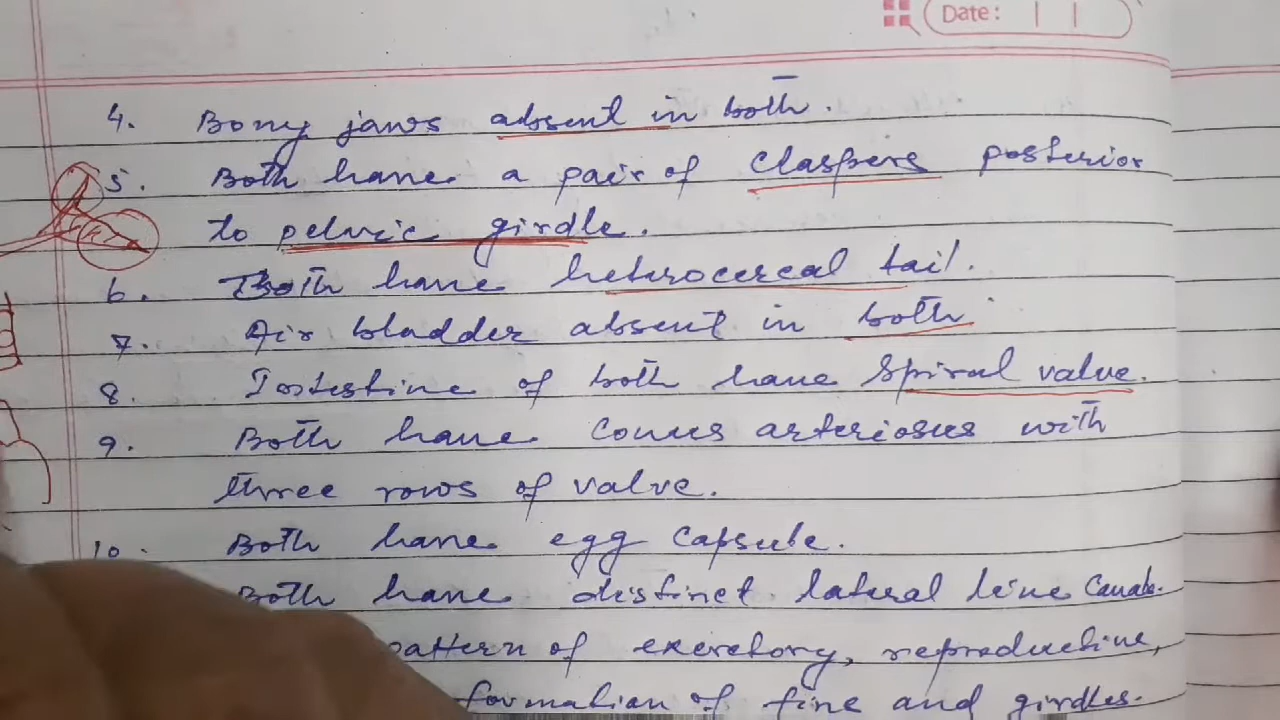 Date: | |
4. Bony jaws absent in both.
5. Both have a pair of claspers posterior
to pelvic girdle.
6. Both have heterocercal tail.
7. Air bladder absent in both.
8. Intestine of both have spiral valve.
9. Both have conus arteriosus with
three rows of valve.
10. Both have egg capsule.
Both have distinct lateral line canals.
pattern of excretory, reproductive,
formation of fine and girdles.